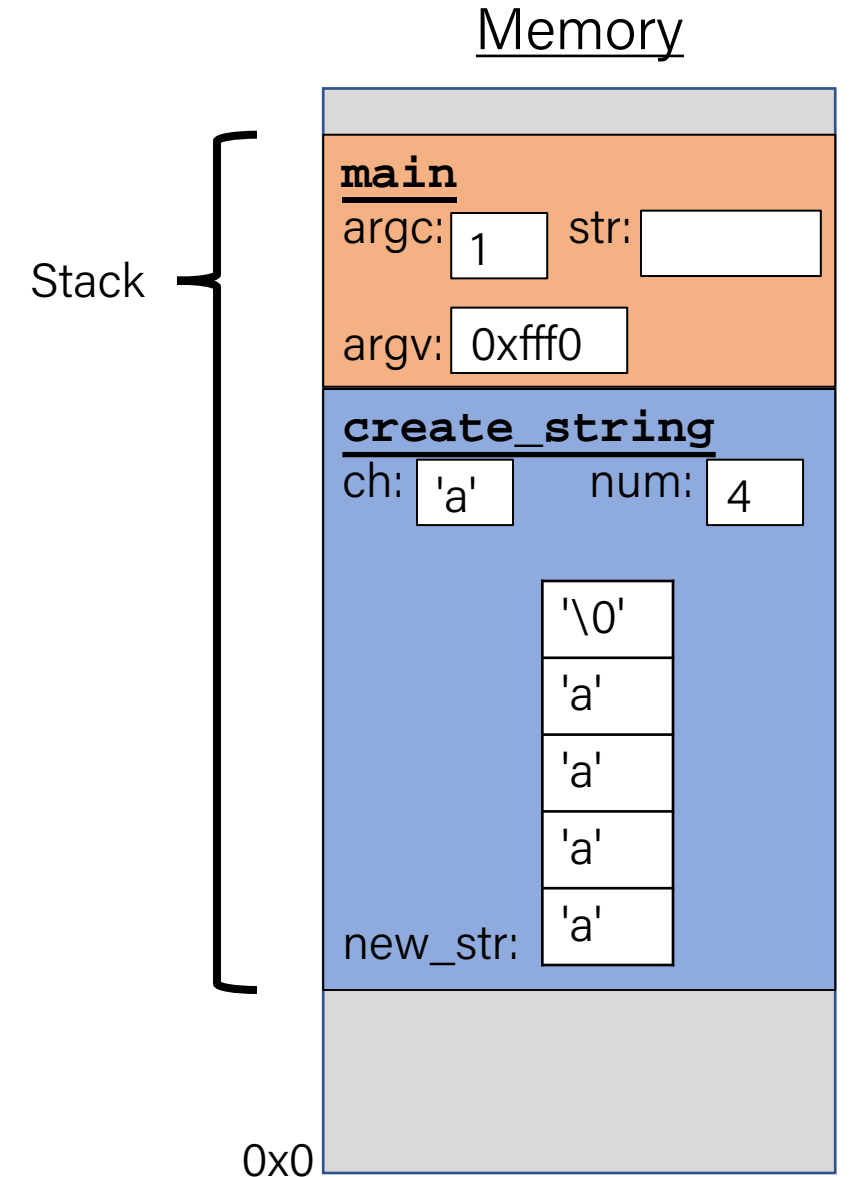 Memory
main
argc: 1 str:
Stack
argv: 0xfff0
create_string
ch: 'a' num: 4
'\0'
'a'
'a'
'a'
new_str: 'a'
0x0